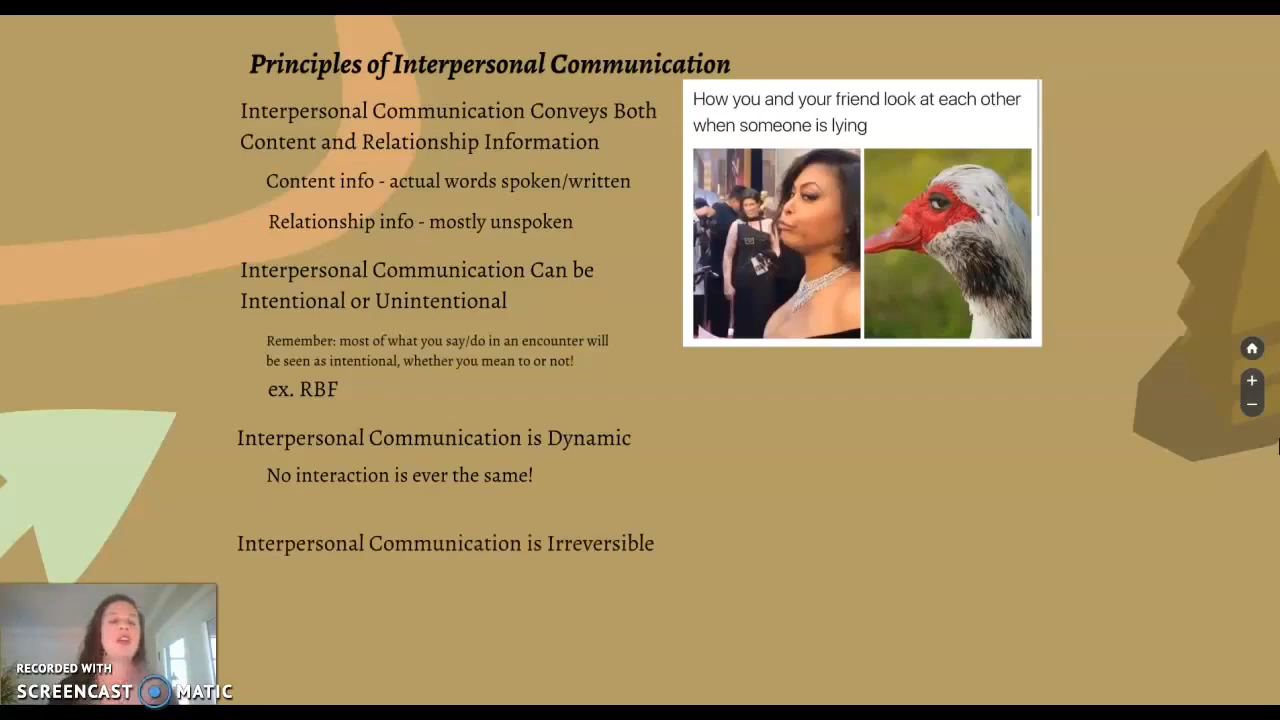 Principles of Interpersonal Communication
Interpersonal Communication Conveys Both
Content and Relationship Information
Content info - actual words spoken/written
Relationship info - mostly unspoken
Interpersonal Communication Can be
Intentional or Unintentional
Remember: most of what you say/do in an encounter will
be seen as intentional, whether you mean to or not!
ex. RBF
Interpersonal Communication is Dynamic
No interaction is ever the same!
Interpersonal Communication is Irreversible
How you and your friend look at each other
when someone is lying
RECORDED WITH
SCREENCAST MATIC